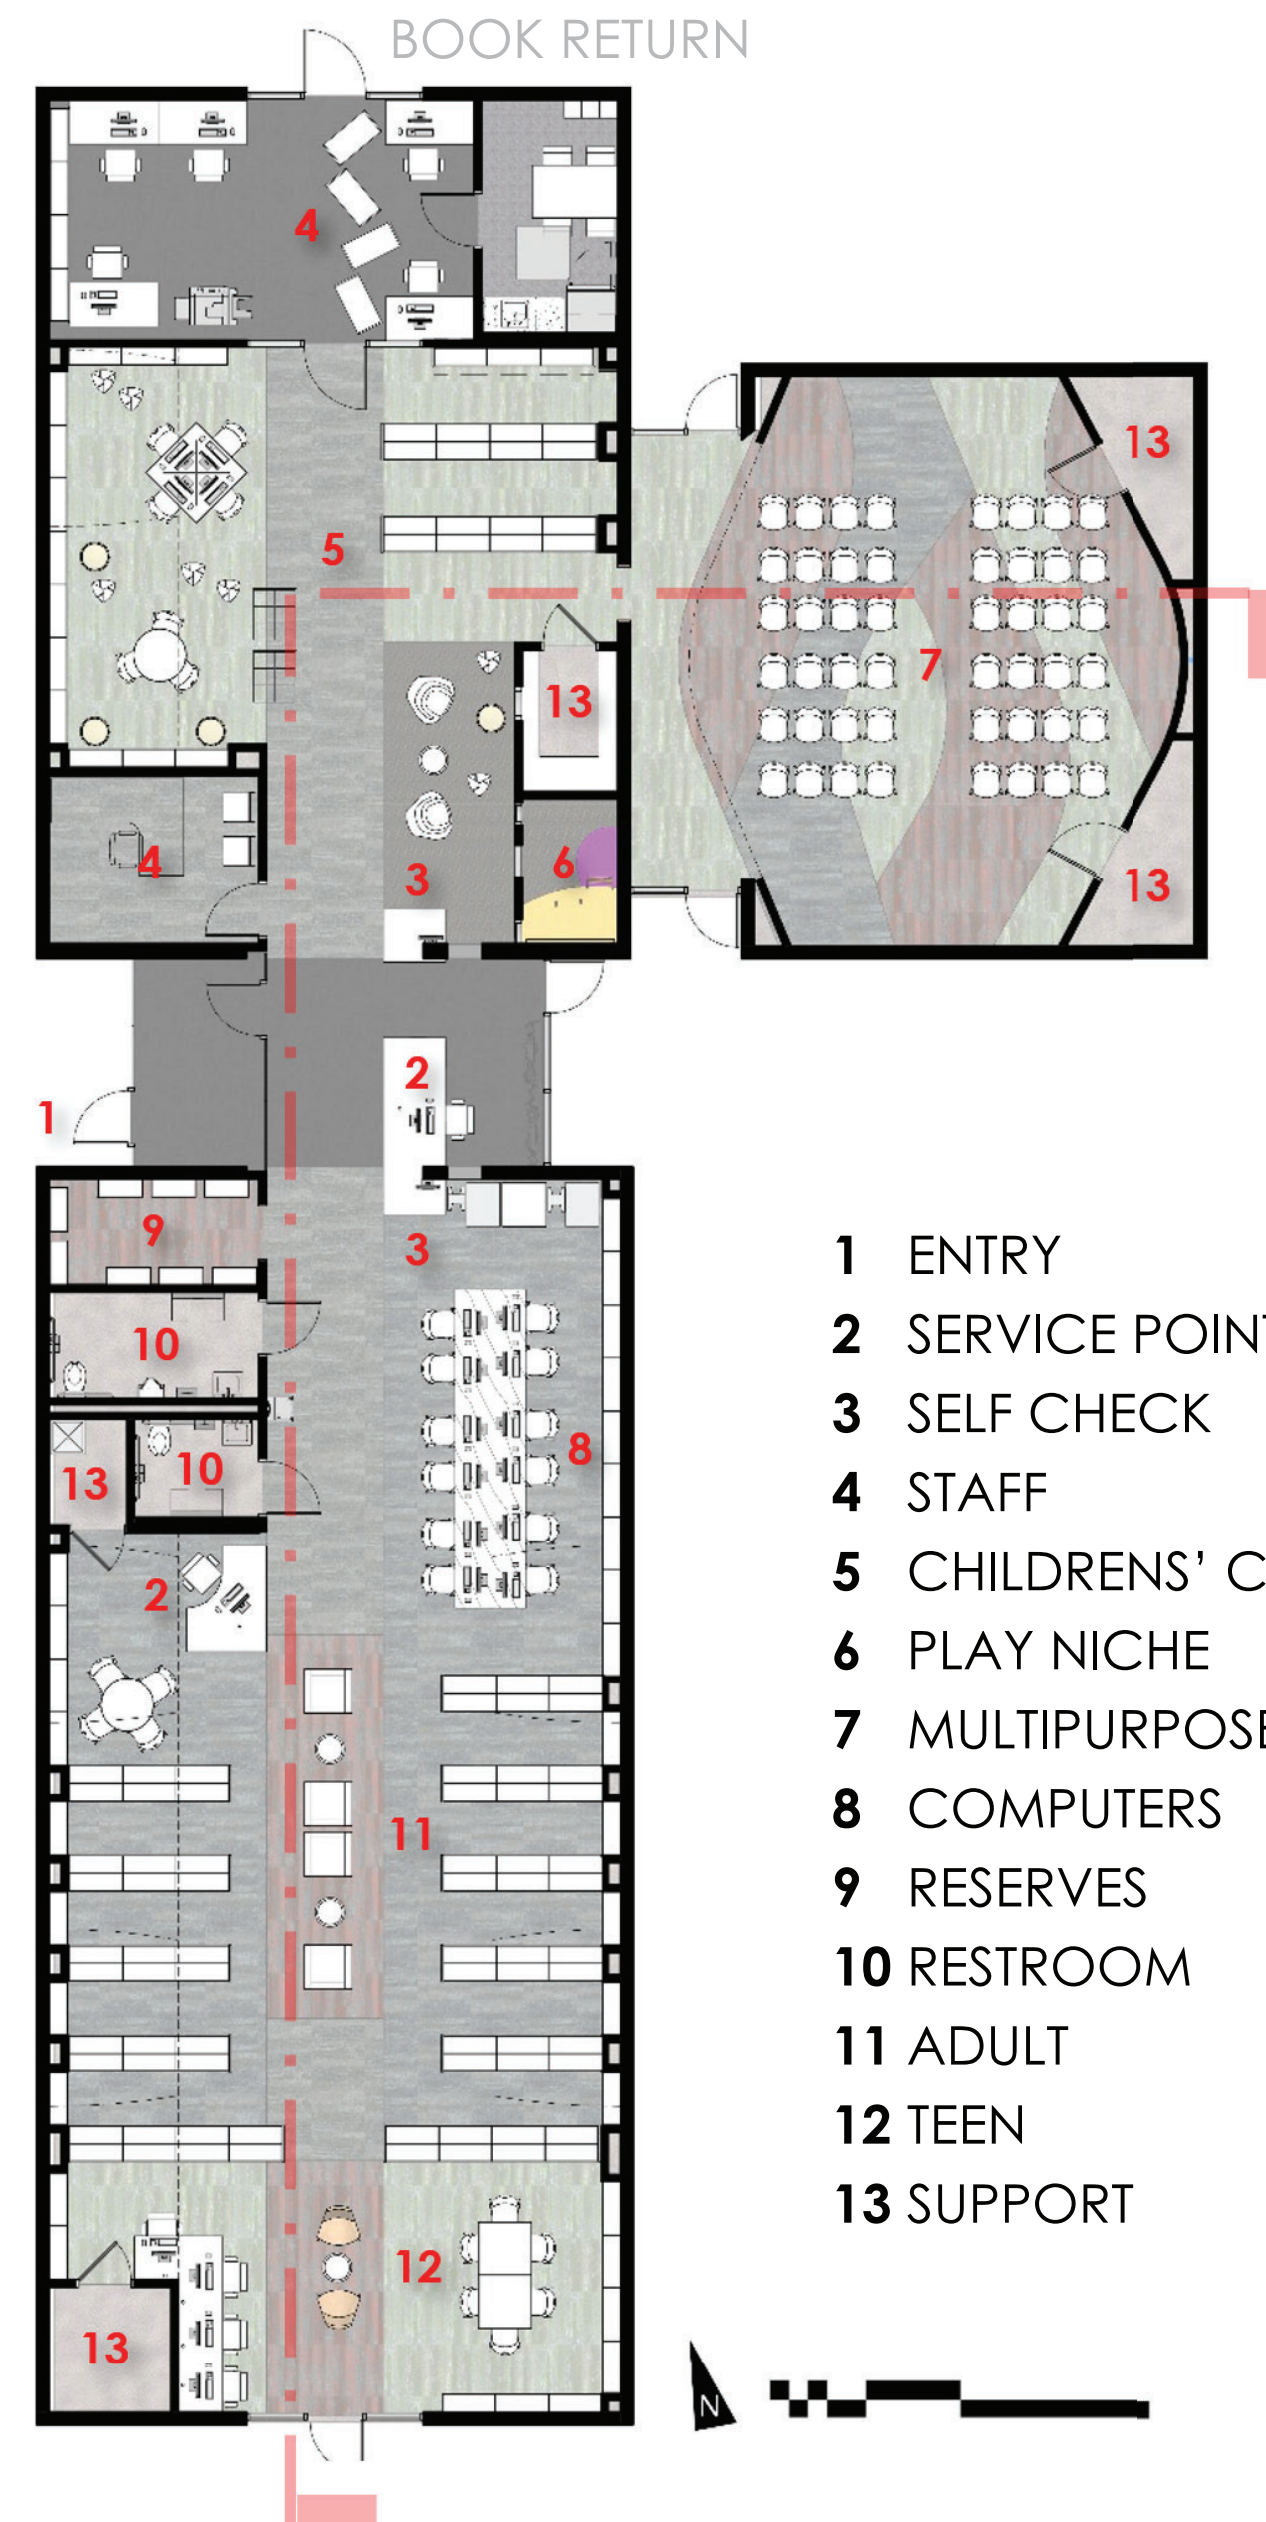 BOOK RETURN
4
13
5
7
13
4
3
6
13
2
1
9
3
10
8
10
13
2
11
12
13
1 ENTRY
2 SERVICE POINT
3 SELF CHECK
4 STAFF
5 CHILDRENS’ C
6 PLAY NICHE
7 MULTIPURPOSE
8 COMPUTERS
9 RESERVES
10 RESTROOM
11 ADULT
12 TEEN
13 SUPPORT
N